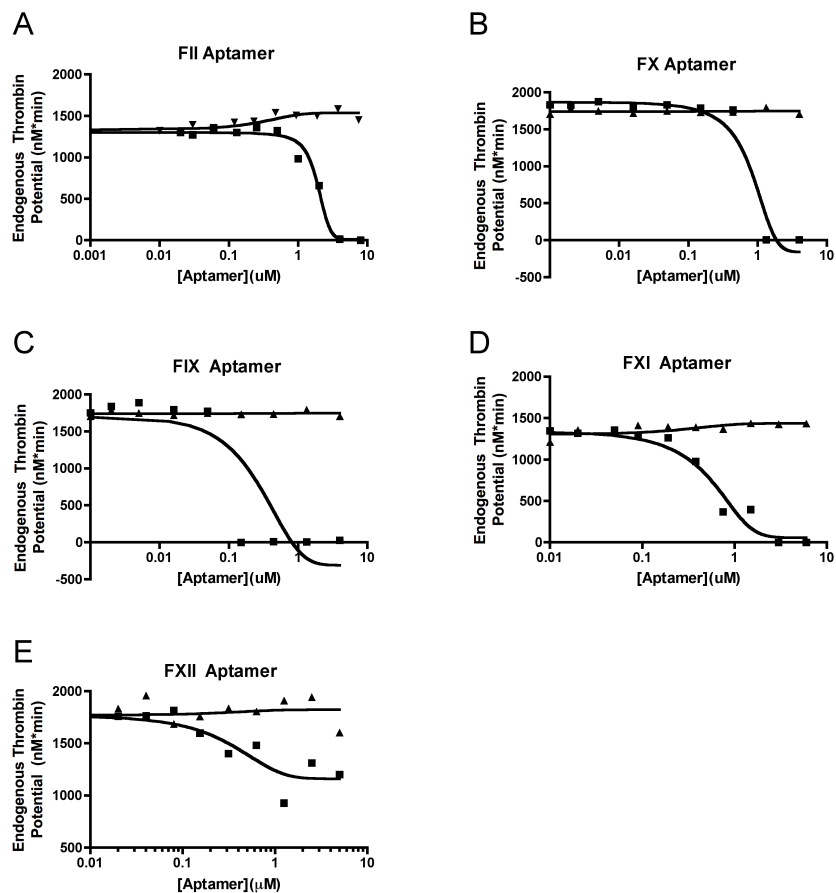 A
FII Aptamer
Endogenous Thrombin
Potential (nM*min)
2000
1500
1000
500
0
0.001
0.01
0.1
1
10
[Aptamer](uM)
B
FX Aptamer
Endogenous Thrombin
Potential (nM*min)
2000
1500
1000
500
0
-500
0.01
0.1
1
10
[Aptamer](uM)
C
FIX Aptamer
Endogenous Thrombin
Potential (nM*min)
2000
1500
1000
500
0
-500
0.01
0.1
1
10
[Aptamer](uM)
D
FXI Aptamer
Endogenous Thrombin
Potential (nM*min)
2000
1500
1000
500
0
0.01
0.1
1
10
[Aptamer](uM)
E
FXII Aptamer
Endogenous Thrombin
Potential (nM*min)
2000
1500
1000
500
0.01
0.1
1
10
[Aptamer](μM)